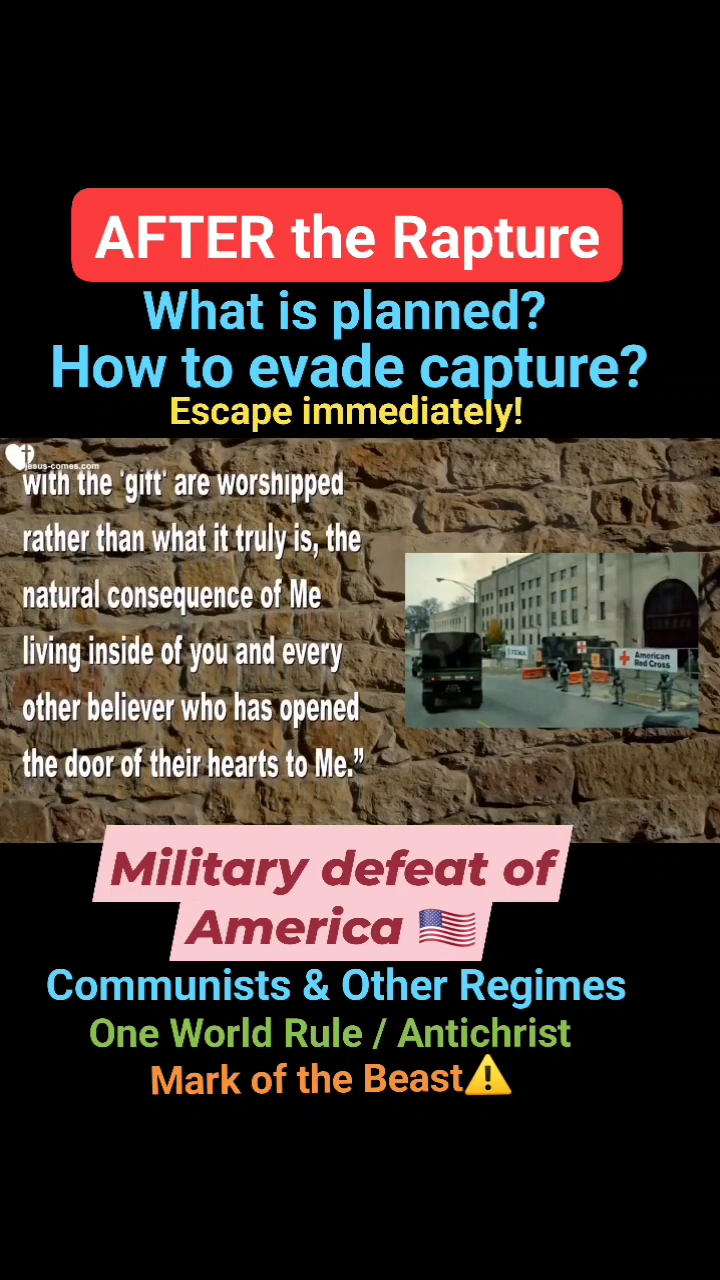 AFTER the Rapture
What is planned?
How to evade capture?
Escape immediately!
jesus-comes.com
with the 'gift' are worshipped
rather than what it truly is, the
natural consequence of Me
living inside of you and every
other believer who has opened
the door of their hearts to Me.”
FEMA
American
Red Cross
Military defeat of
America 🇺🇸
Communists & Other Regimes
One World Rule / Antichrist
Mark of the Beast⚠️